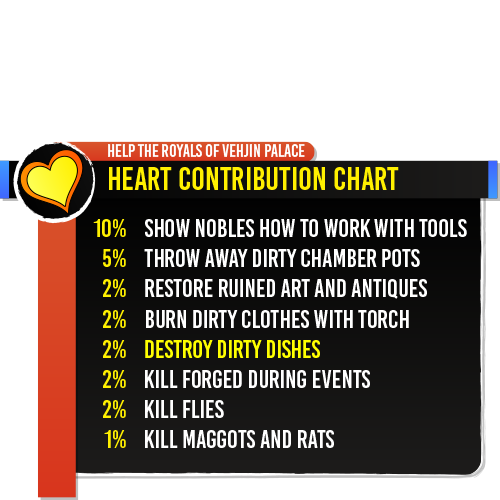 HELP THE ROYALS OF VEHJIN PALACE
HEART CONTRIBUTION CHART
10% SHOW NOBLES HOW TO WORK WITH TOOLS
5% THROW AWAY DIRTY CHAMBER POTS
2% RESTORE RUINED ART AND ANTIQUES
2% BURN DIRTY CLOTHES WITH TORCH
2% DESTROY DIRTY DISHES
2% KILL FORGED DURING EVENTS
2% KILL FLIES
1% KILL MAGGOTS AND RATS